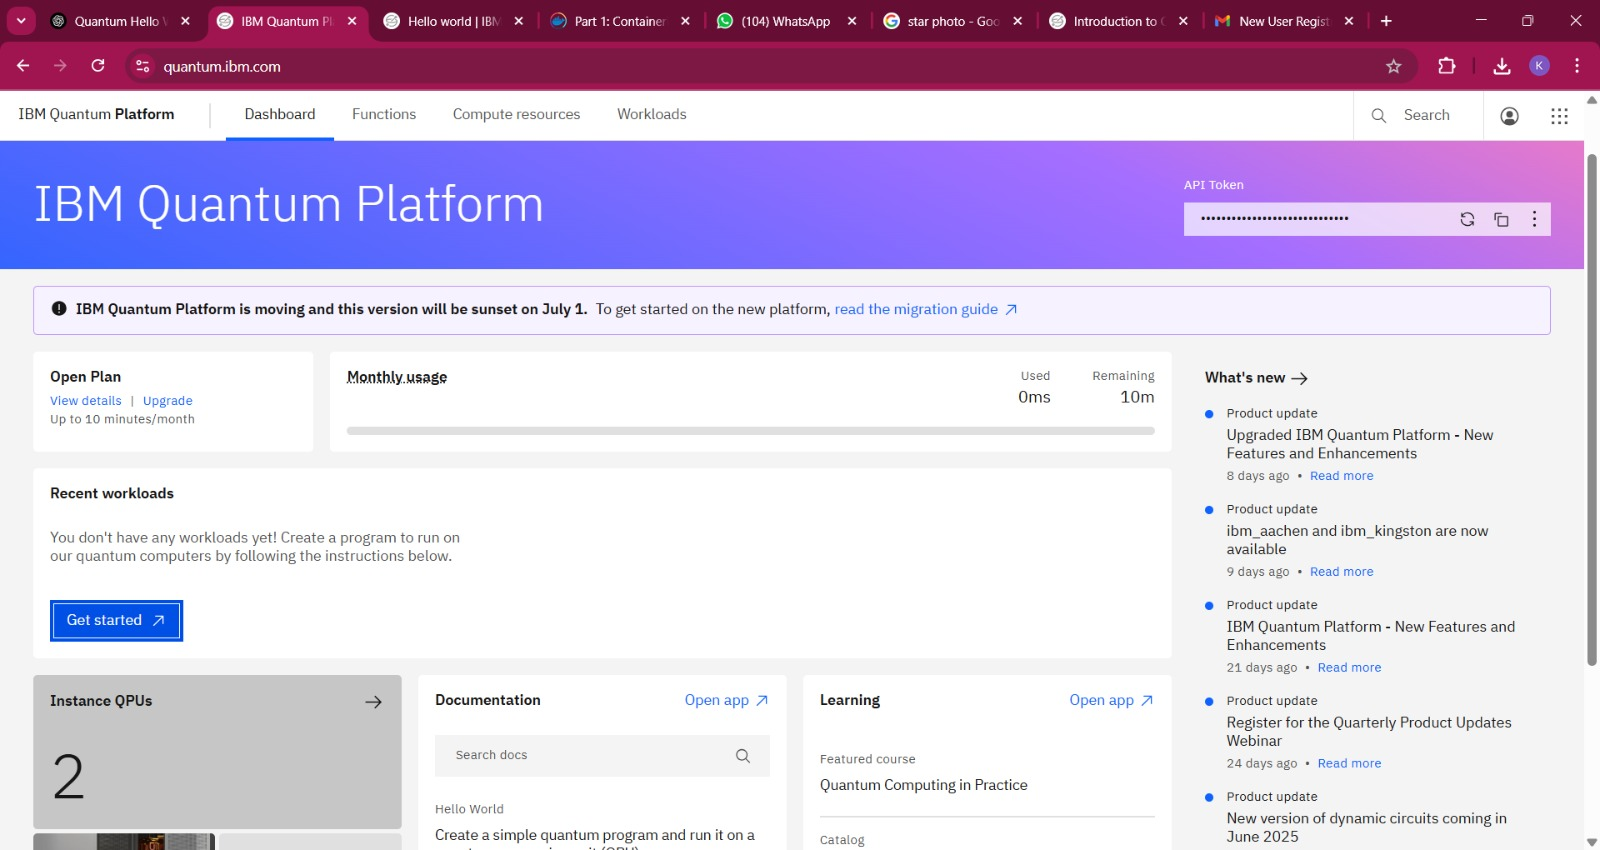 Quantum Hello
IBM Quantum Pl
Hello world | IBM
Part 1: Container
(104) WhatsApp
star photo - Goo
Introduction to
New User Regist
quantum.ibm.com
K
IBM Quantum Platform
Dashboard
Functions
Compute resources
Workloads
Search
IBM Quantum Platform
API Token
IBM Quantum Platform is moving and this version will be sunset on July 1. To get started on the new platform, read the migration guide
Open Plan
View details | Upgrade
Up to 10 minutes/month
Monthly usage
Used
0ms
Remaining
10m
Recent workloads
You don't have any workloads yet! Create a program to run on
our quantum computers by following the instructions below.
Get started
Instance QPUs
2
Documentation
Open app
Search docs
Hello World
Create a simple quantum program and run it on a
Learning
Open app
Featured course
Quantum Computing in Practice
Catalog
What's new
Product update
Upgraded IBM Quantum Platform - New
Features and Enhancements
8 days ago • Read more
Product update
ibm_aachen and ibm_kingston are now
available
9 days ago • Read more
Product update
IBM Quantum Platform - New Features and
Enhancements
21 days ago • Read more
Product update
Register for the Quarterly Product Updates
Webinar
24 days ago • Read more
Product update
New version of dynamic circuits coming in
June 2025